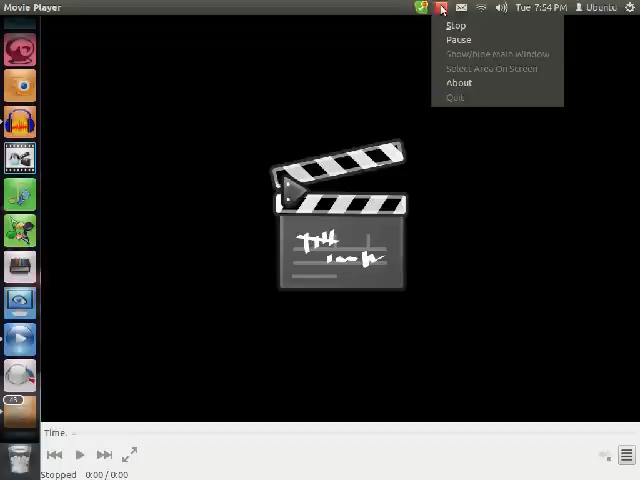 Movie Player
Tue 7:54 PM
Ubuntu
Stop
Pause
Show/hide Main Window
Select Area On Screen
About
Quit
Time:
Stopped 0:00 / 0:00